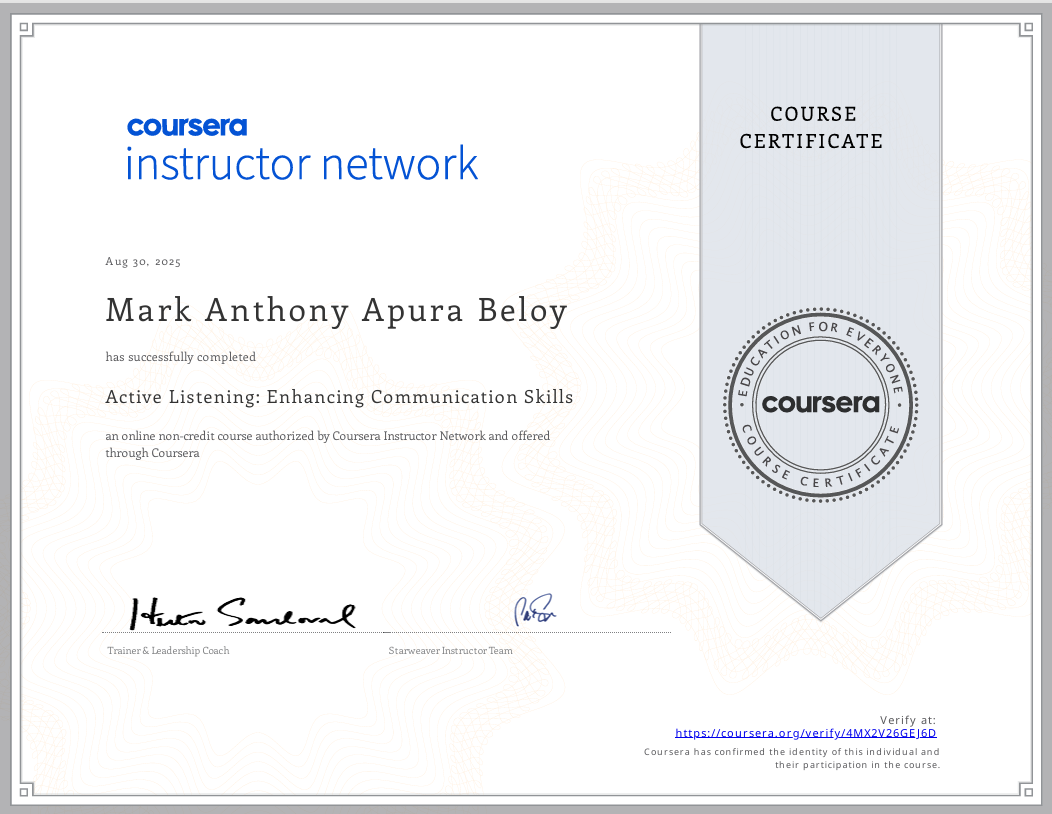 coursera
instructor network
COURSE
CERTIFICATE
Aug 30, 2025
Mark Anthony Apura Beloy
has successfully completed
Active Listening: Enhancing Communication Skills
an online non-credit course authorized by Coursera Instructor Network and offered
through Coursera
EDUCATION FOR EVERYONE
coursera
COURSE CERTIFICATE
Trainer & Leadership Coach
Starweaver Instructor Team
Verify at:
https://coursera.org/verify/4MX2V26GEJ6D
Coursera has confirmed the identity of this individual and
their participation in the course.